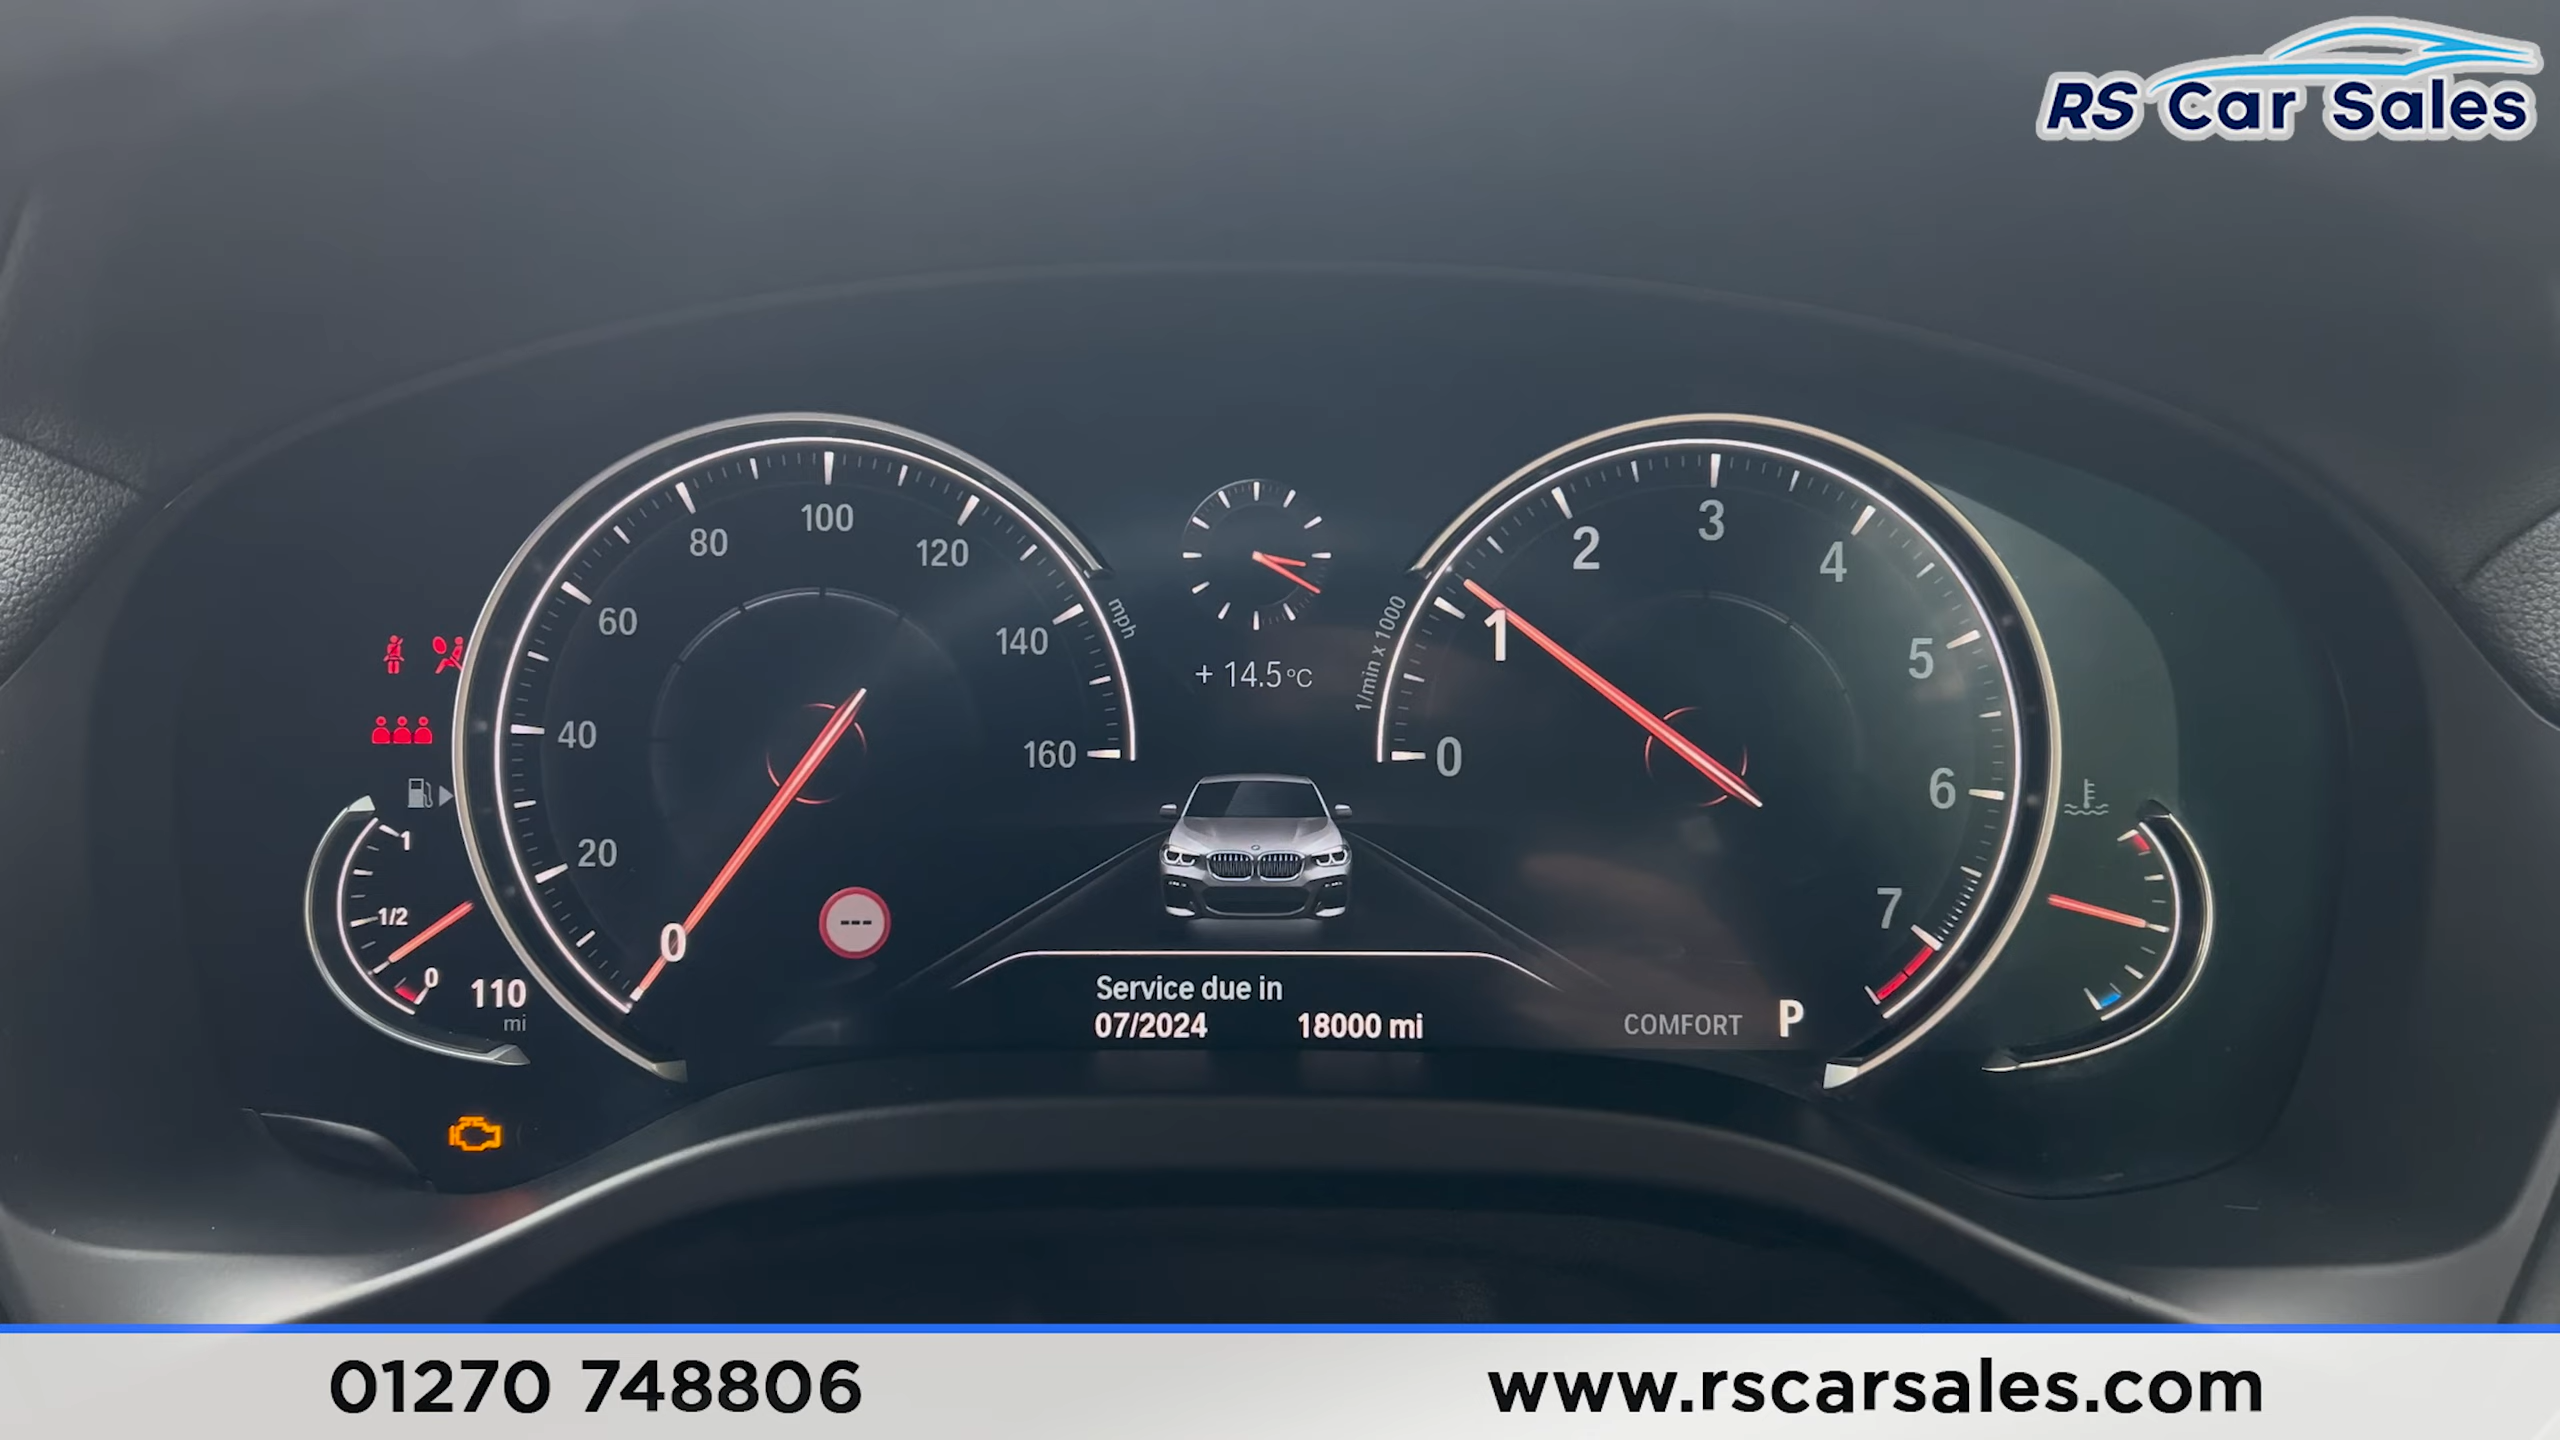 RS Car Sales
100
80
120
60
140
40
160
mph
20
0
+ 14.5°C
1/min x 1000
0
1
2
3
4
5
6
7
1
1/2
0
110
mi
---
Service due in
07/2024 18000 mi
COMFORT P
01270 748806
www.rscarsales.com